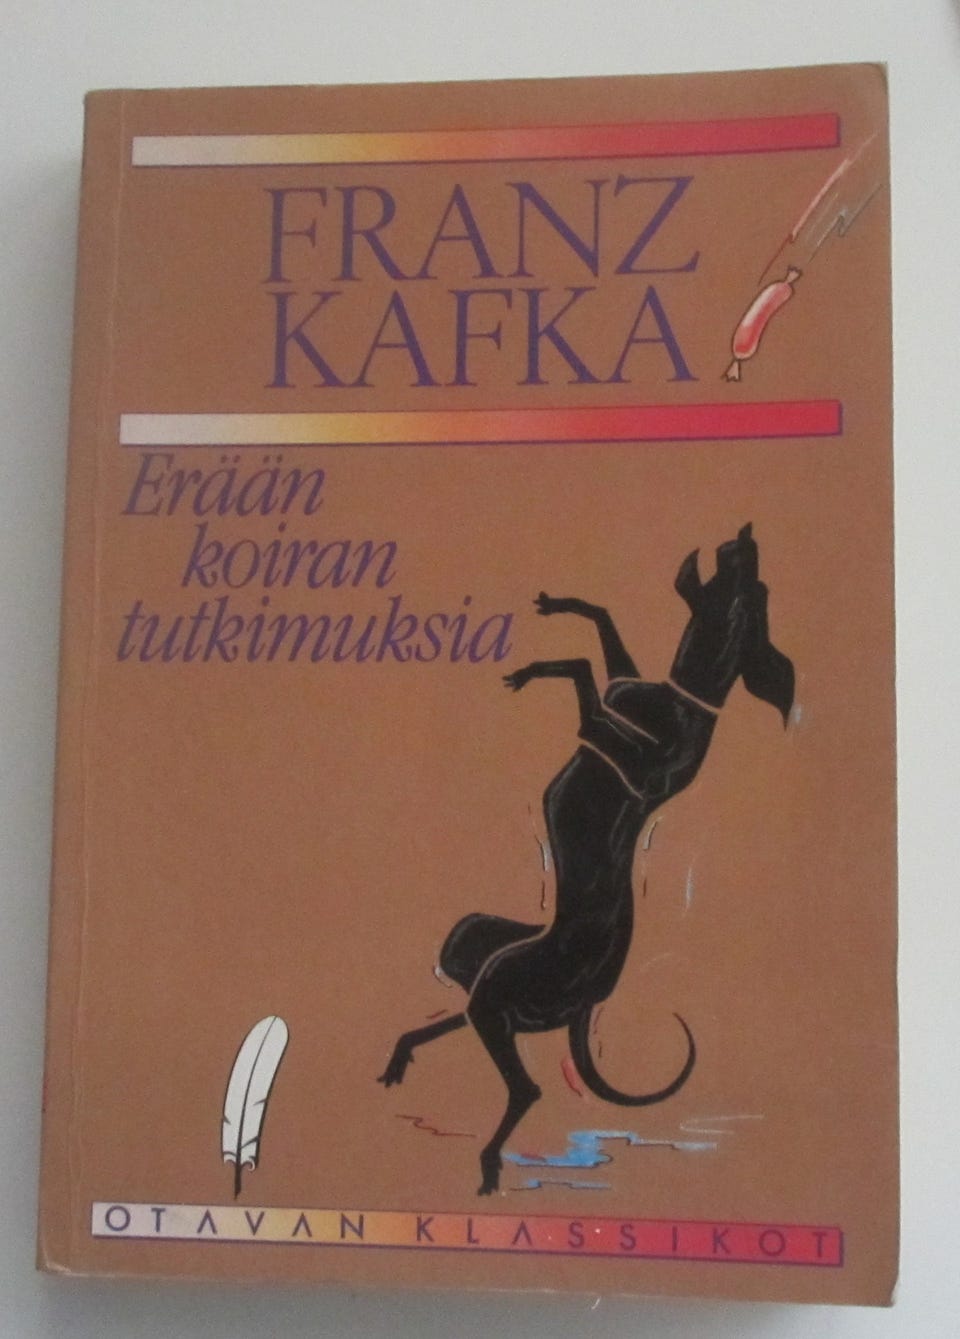 FRANZ
KAFKA
Erään
koiran
tutkimuksia
OTAVAN KLASSIKOT